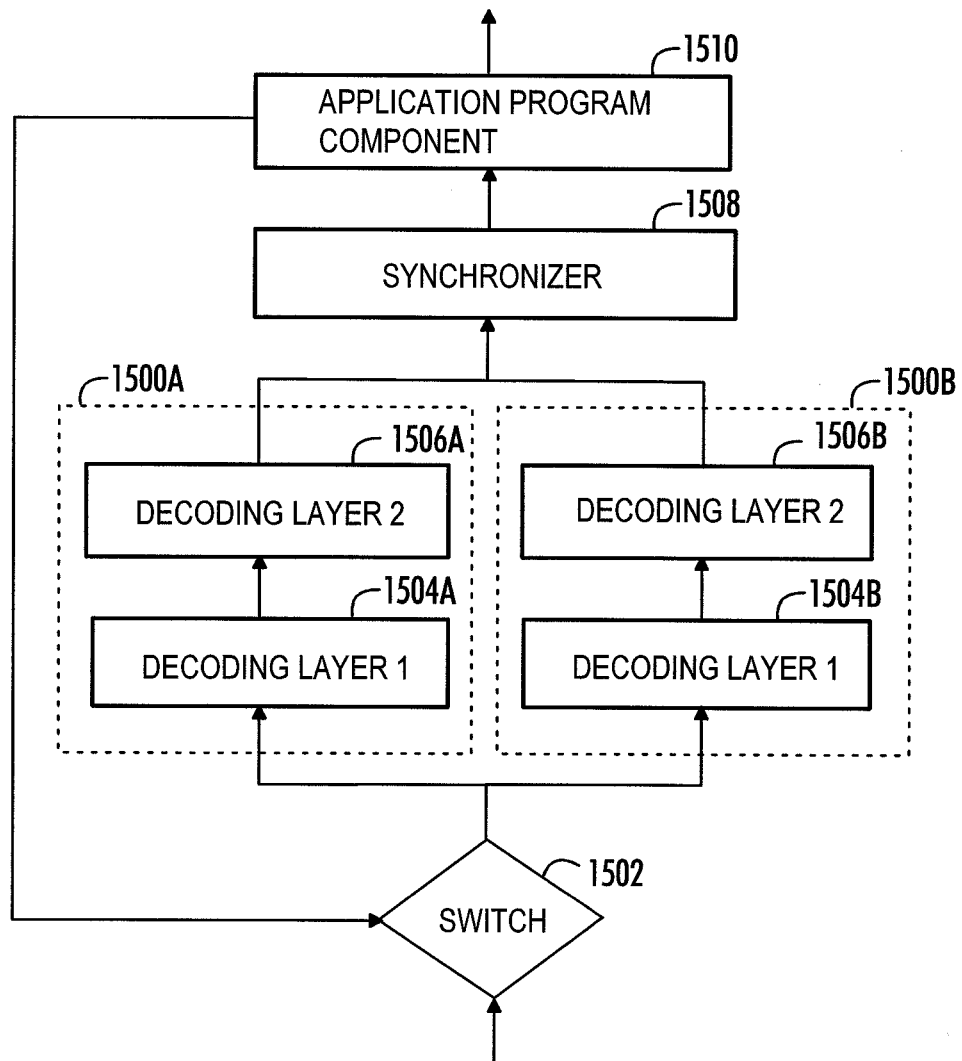 1510
APPLICATION PROGRAM
COMPONENT
1508
SYNCHRONIZER
1500A
1500B
1506A
1506B
DECODING LAYER 2
DECODING LAYER 2
1504A
1504B
DECODING LAYER 1
DECODING LAYER 1
1502
SWITCH